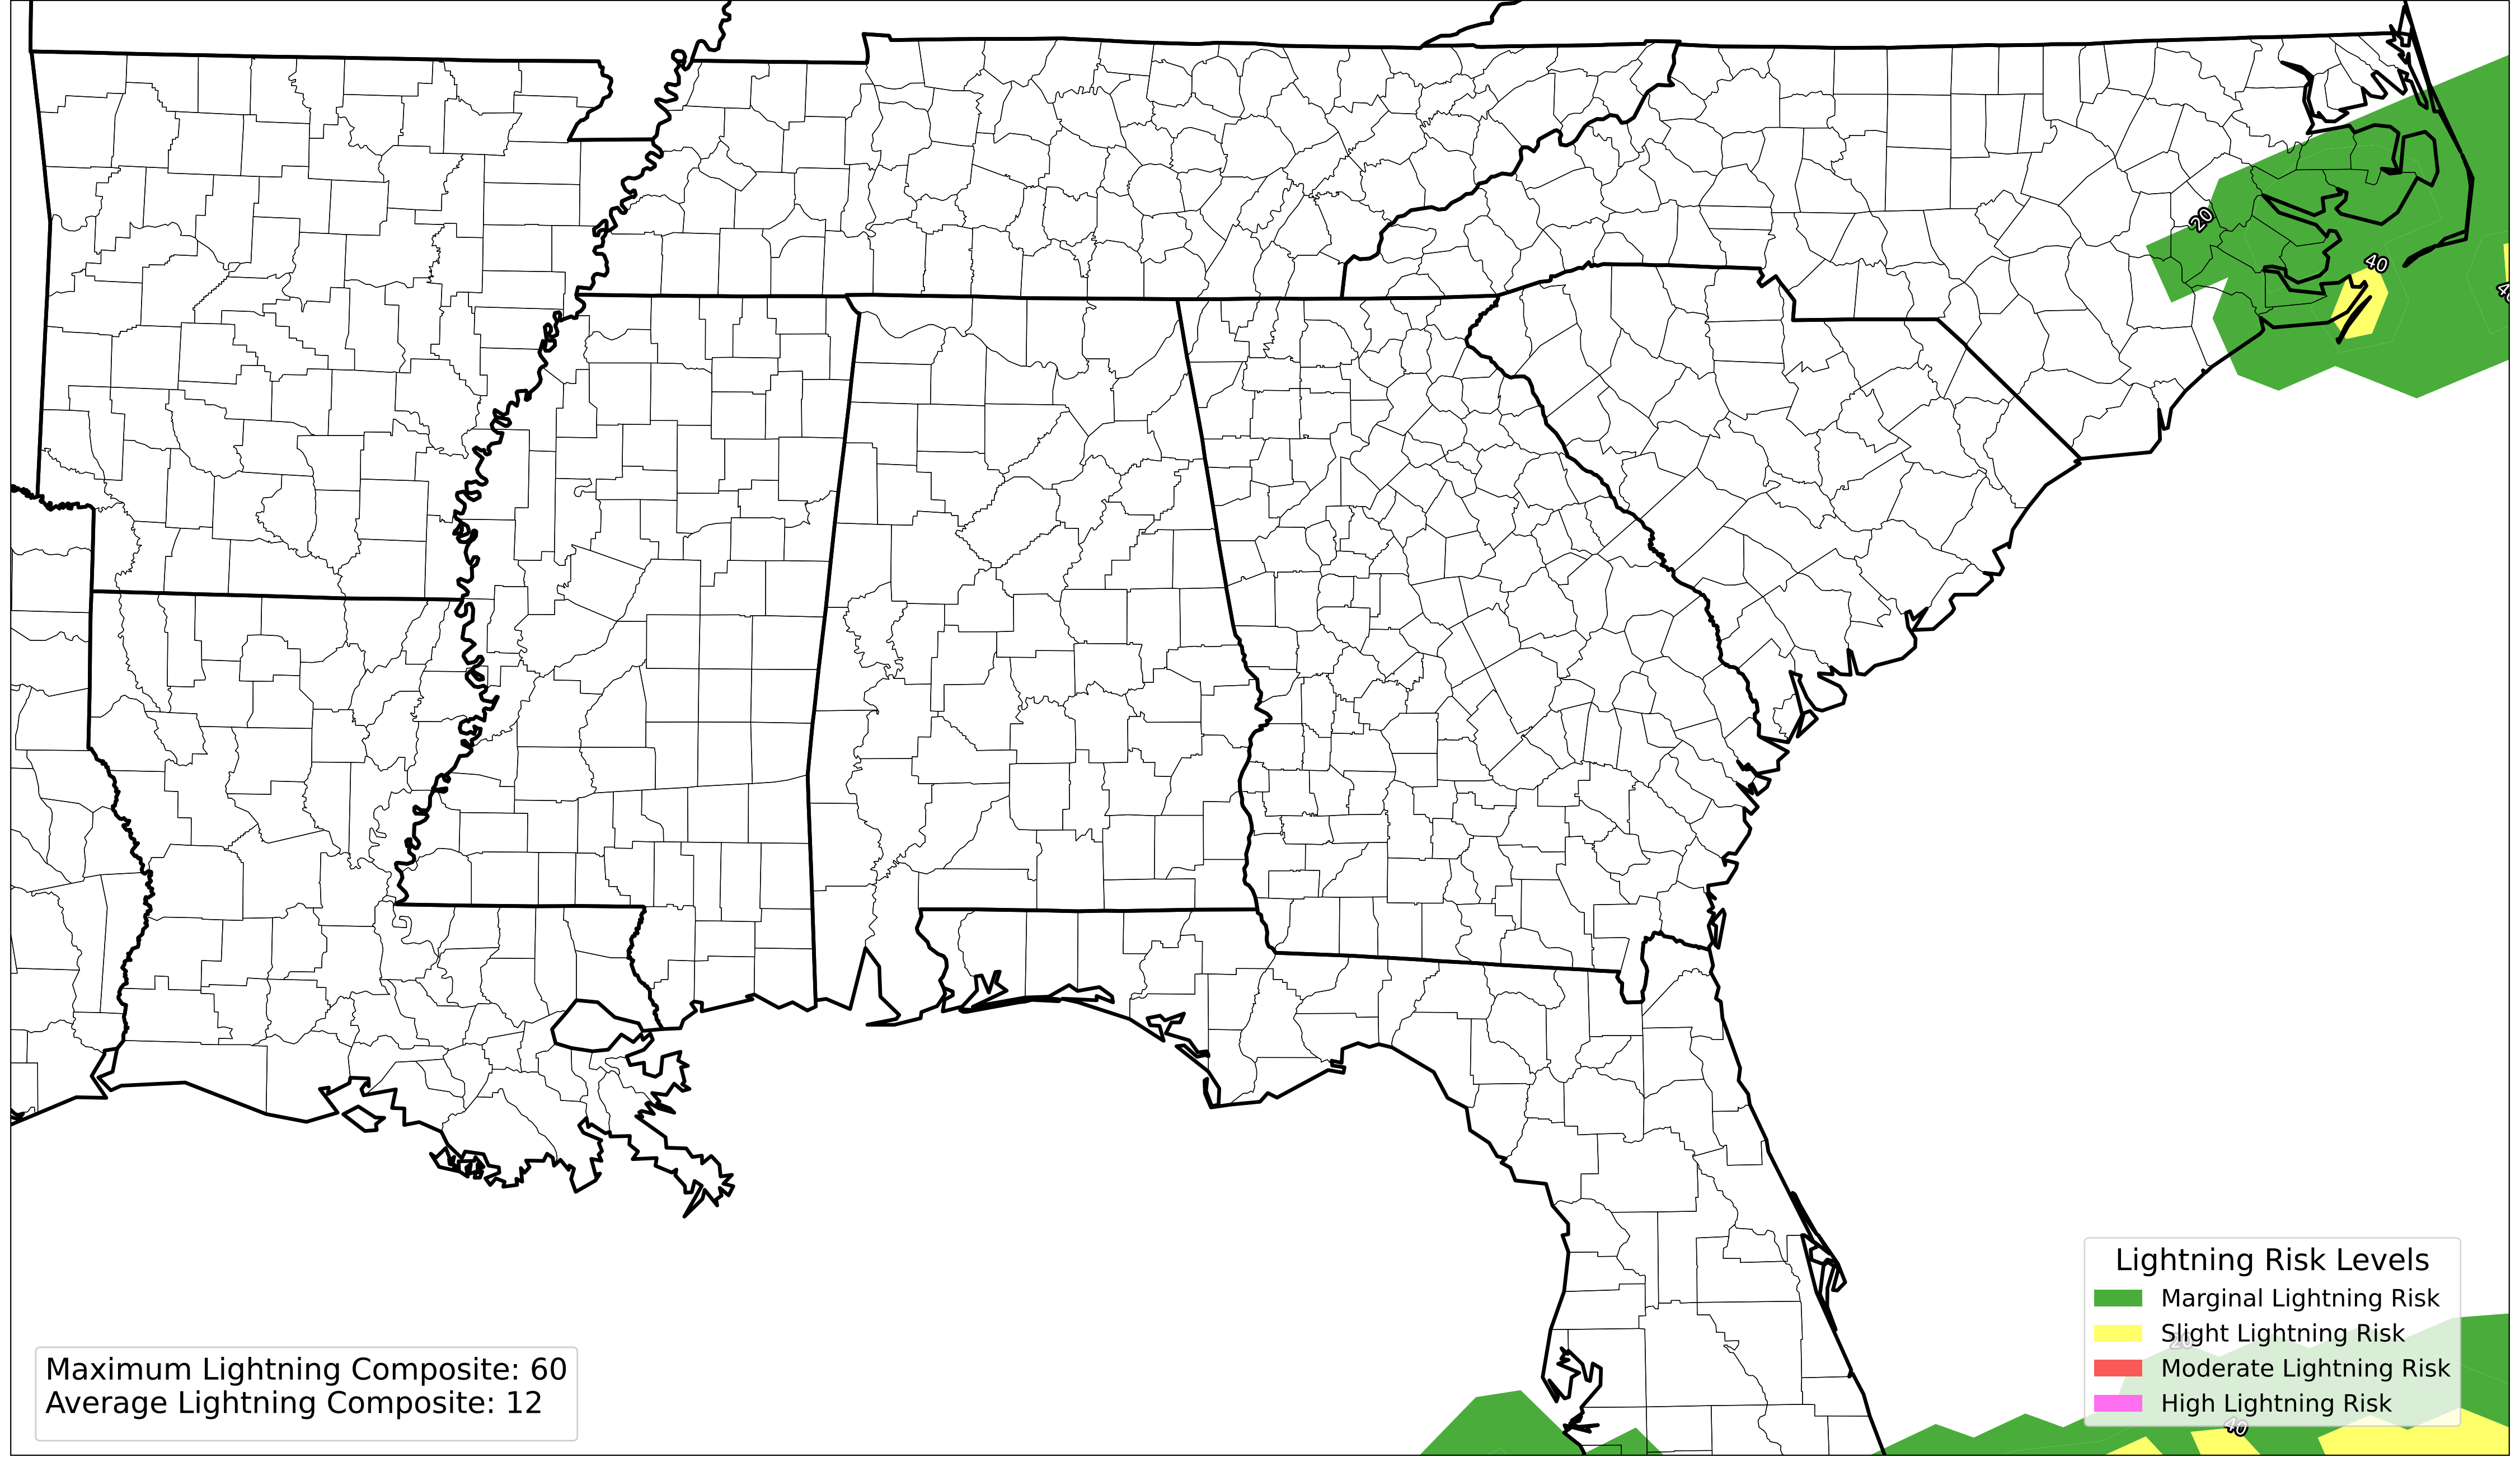 20
40
Lightning Risk Levels
Marginal Lightning Risk
Slight Lightning Risk
20
Moderate Lightning Risk
High Lightning Risk
40
Maximum Lightning Composite: 60
Average Lightning Composite: 12